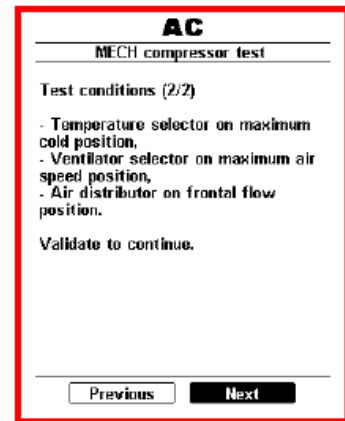 AC
MECH compressor test
Test conditions (2/2)
- Temperature selector on maximum
cold position,
- Ventilator selector on maximum air
speed position,
- Air distributor on frontal flow
position.
Validate to continue.
Previous
Next